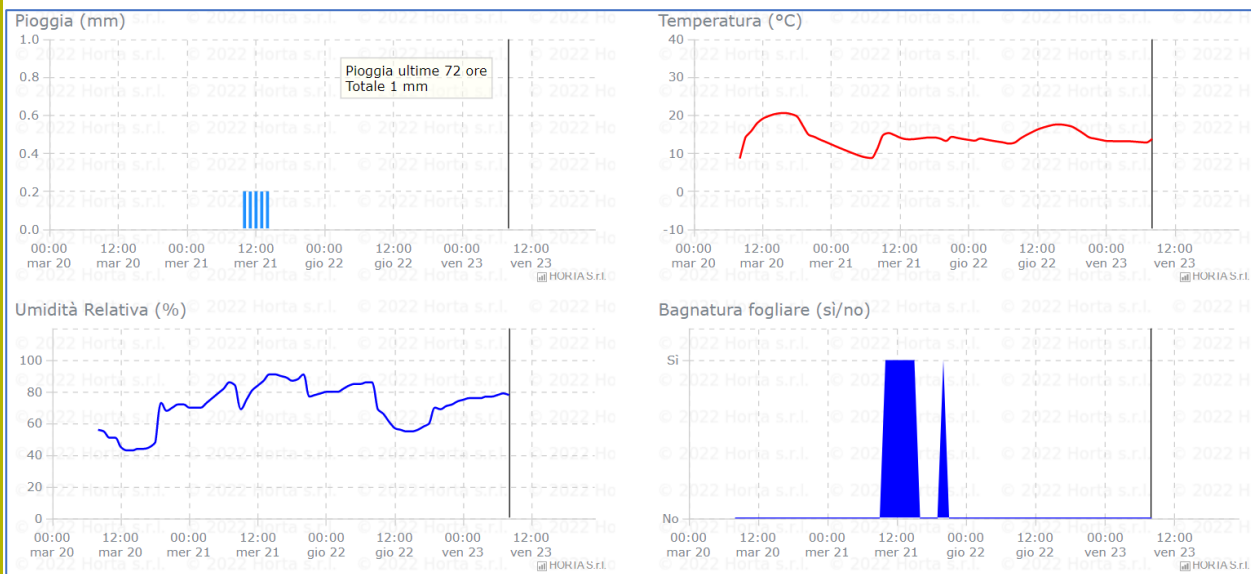 Pioggia (mm)
1.0
0.8
0.6
0.4
0.2
0.0
Pioggia ultime 72 ore
Totale 1 mm
00:00 12:00 00:00 12:00 00:00 12:00 00:00 12:00
mar 20 mar 20 mer 21 mer 21 gio 22 gio 22 ven 23 ven 23
HORTA S.r.l.
Temperatura (°C)
40
30
20
10
0
-10
00:00 12:00 00:00 12:00 00:00 12:00 00:00 12:00
mar 20 mar 20 mer 21 mer 21 gio 22 gio 22 ven 23 ven 23
HORTA S.r.l.
Umidità Relativa (%)
100
80
60
40
20
0
00:00 12:00 00:00 12:00 00:00 12:00 00:00 12:00
mar 20 mar 20 mer 21 mer 21 gio 22 gio 22 ven 23 ven 23
HORTA S.r.l.
Bagnatura fogliare (sì/no)
Sì
No
00:00 12:00 00:00 12:00 00:00 12:00 00:00 12:00
mar 20 mar 20 mer 21 mer 21 gio 22 gio 22 ven 23 ven 23
HORTA S.r.l.
© 2022 Horta s.r.l.